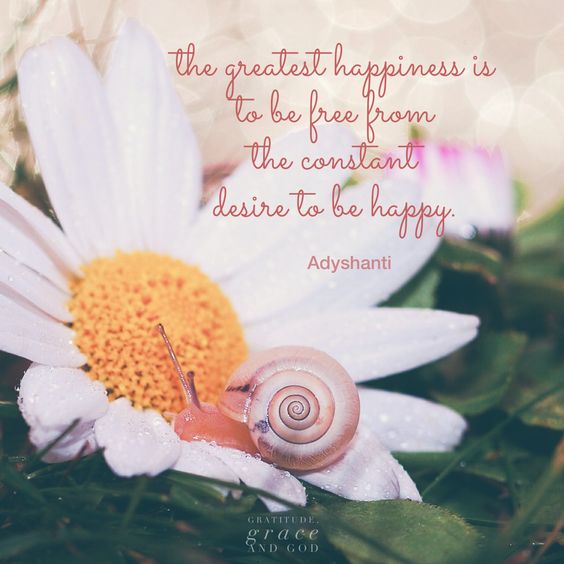 the greatest happiness is
to be free from
the constant
desire to be happy.
Adyshanti
GRATITUDE,
grace
AND GOD